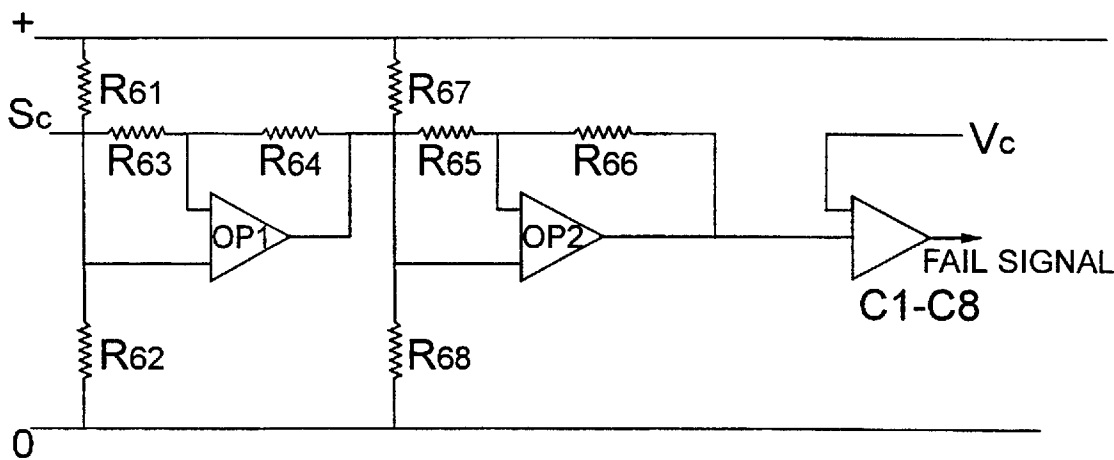 +
R61
R67
Sc
R63
R64
R65
R66
Vc
OP1
OP2
FAIL SIGNAL
C1-C8
R62
R68
0